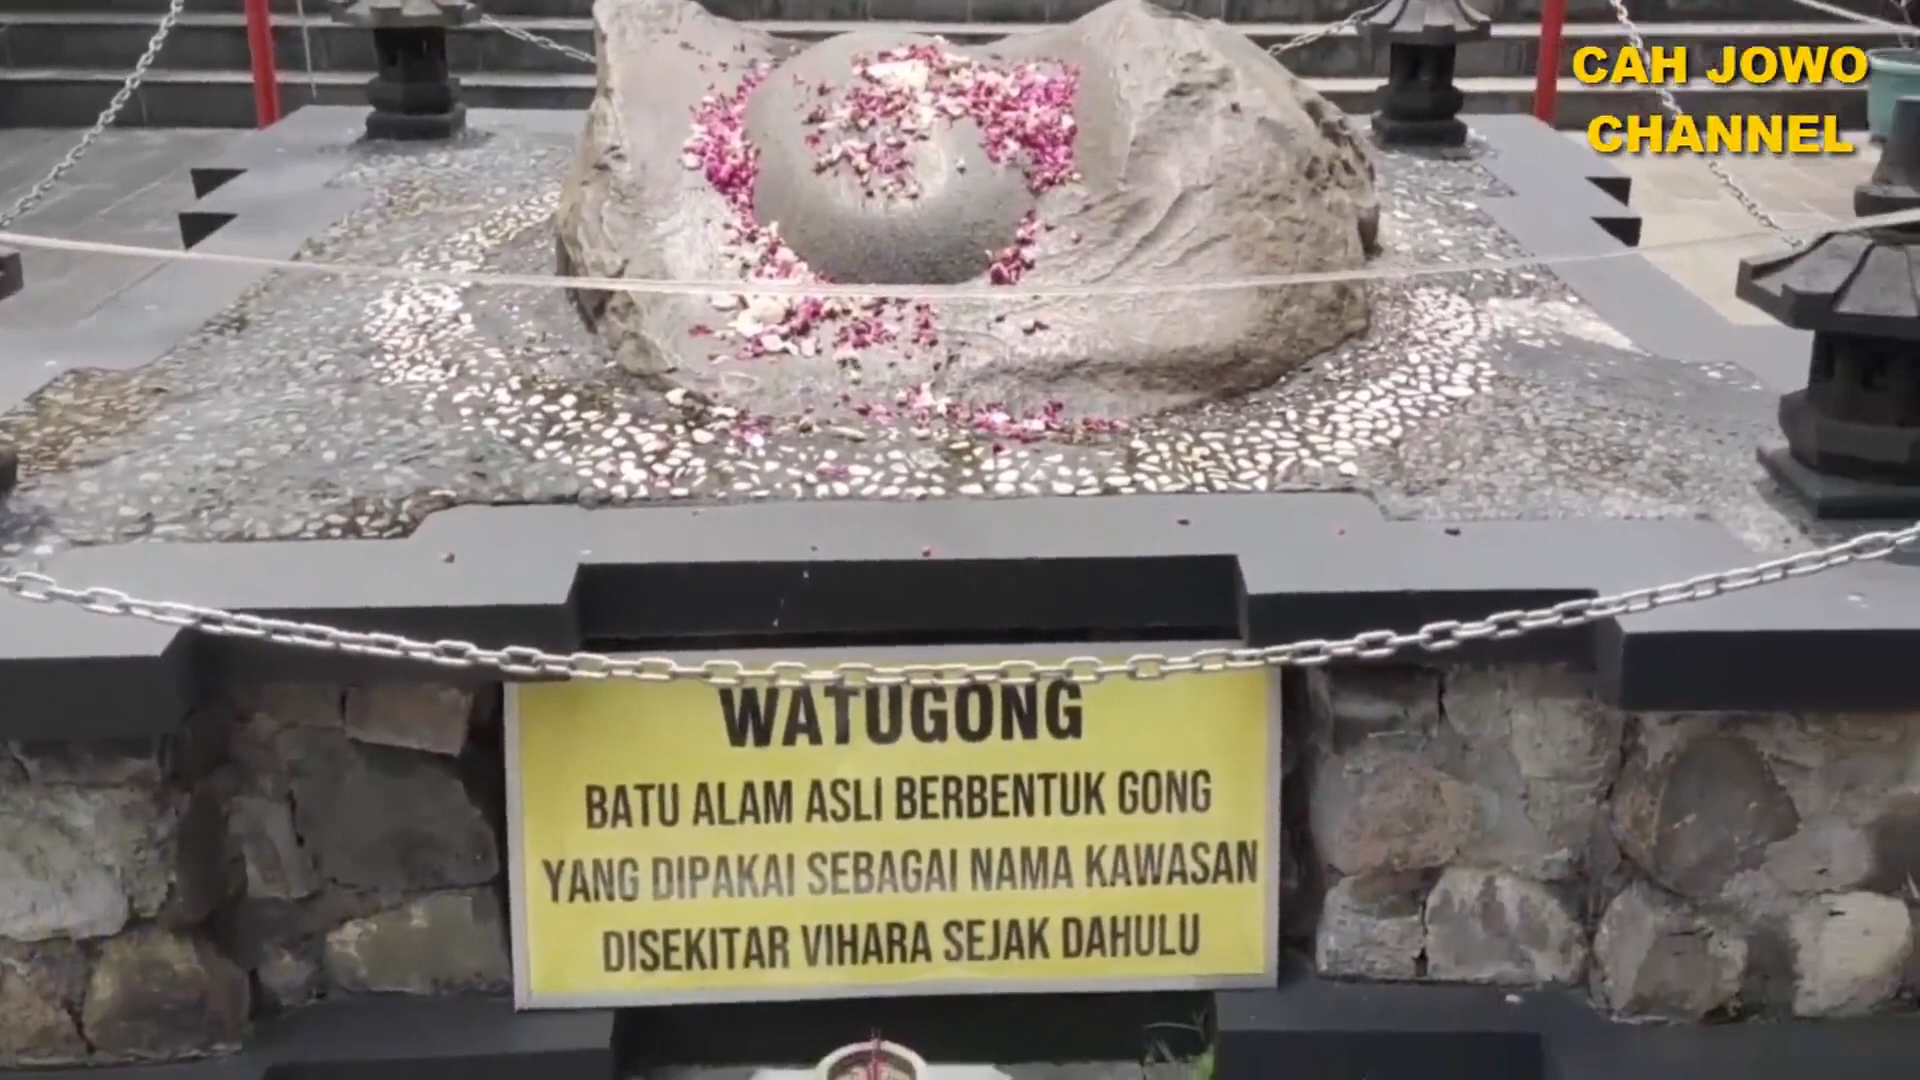 CAH JOWO
CHANNEL
WATUGONG
BATU ALAM ASLI BERBENTUK GONG
YANG DIPAKAI SEBAGAI NAMA KAWASAN
DISEKITAR VIHARA SEJAK DAHULU